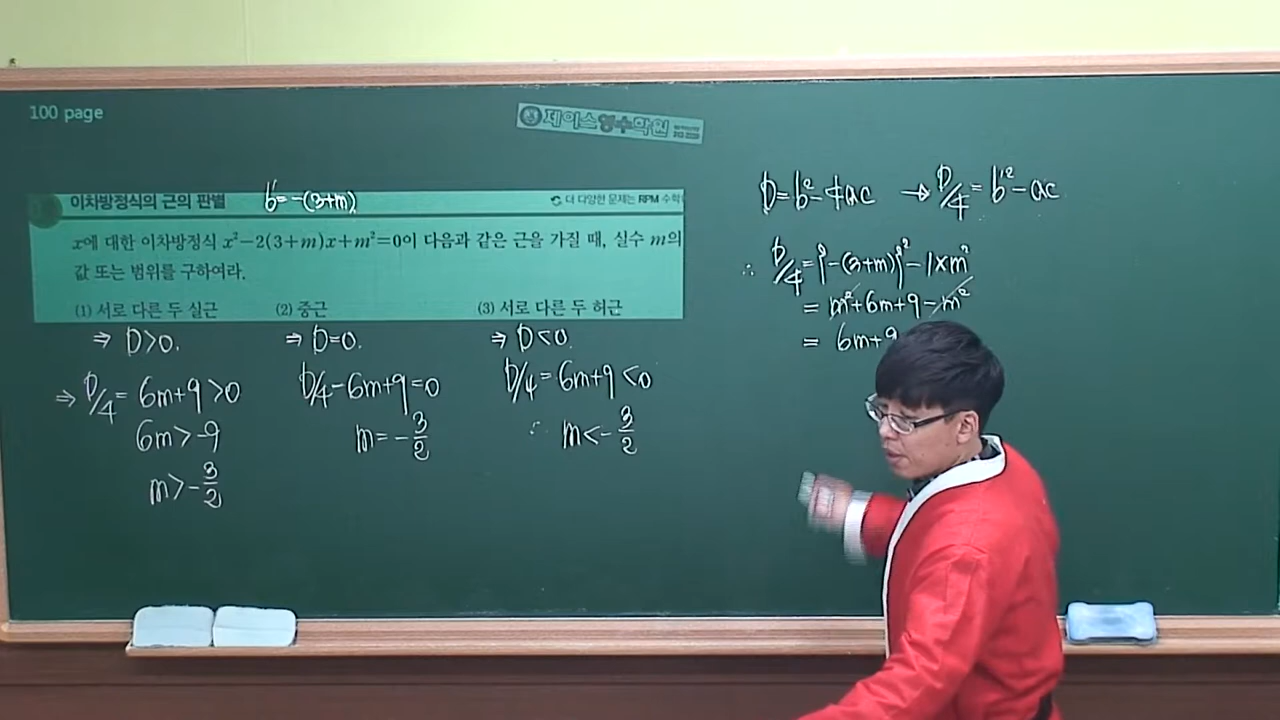 100 page
제이스영수학원
이차방정식의 근의 판별
b'=-(3+m)
더 다양한 문제는 RPM 수학
x에 대한 이차방정식 x²-2(3+m)x+m²=0이 다음과 같은 근을 가질 때, 실수 m의
값 또는 범위를 구하여라.
(1) 서로 다른 두 실근
(2) 중근
(3) 서로 다른 두 허근
⇒ D>0.
⇒ D/4= 6m+9>0
6m>-9
m>-3/2
⇒ D=0.
D/4-6m+9=0
m=-3/2
⇒ D<0.
D/4=6m+9<0
∴ m<-3/2
D=b²-4ac → D/4=b'²-ac
∴ D/4={-(3+m)}²-1×m²
= m²+6m+9-m²
= 6m+9